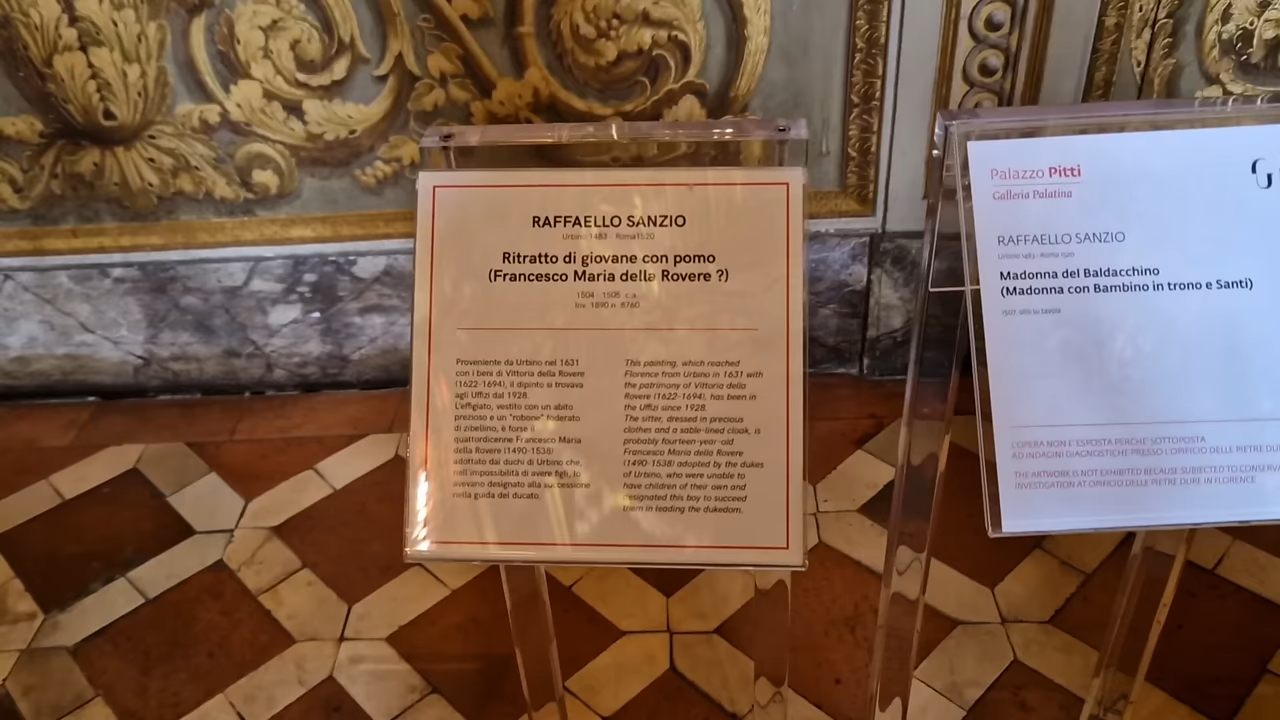 RAFFAELLO SANZIO
Urbino 1483 - Roma 1520
Ritratto di giovane con pomo
(Francesco Maria della Rovere ?)
1504 - 1505 c.a.
Inv. 1890 n. 8760
Proveniente da Urbino nel 1631
con i beni di Vittoria della Rovere
(1622-1694), il dipinto si trovava
agli Uffizi dal 1928.
L'effigiato, vestito con un abito
prezioso e un "robone" foderato
di zibellino, è forse il
quattordicenne Francesco Maria
della Rovere (1490-1538)
adottato dai duchi di Urbino che,
nell'impossibilità di avere figli, lo
avevano designato alla successione
nella guida del ducato.
This painting, which reached
Florence from Urbino in 1631 with
the patrimony of Vittoria della
Rovere (1622-1694), has been in
the Uffizi since 1928.
The sitter, dressed in precious
clothes and a sable-lined cloak, is
probably fourteen-year-old
Francesco Maria della Rovere
(1490-1538) adopted by the dukes
of Urbino, who were unable to
have children of their own and
designated this boy to succeed
them in leading the dukedom.
Palazzo Pitti
Galleria Palatina
RAFFAELLO SANZIO
Urbino 1483 - Roma 1520
Madonna del Baldacchino
(Madonna con Bambino in trono e Santi)
1507, olio su tavola
L'OPERA NON E' ESPOSTA PERCHE' SOTTOPOSTA
AD INDAGINI DIAGNOSTICHE PRESSO L'OPIFICIO DELLE PIETRE DU
THE ARTWORK IS NOT EXHIBITED BECAUSE SUBJECTED TO CONSERVA
INVESTIGATION AT OPIFICIO DELLE PIETRE DURE IN FLORENCE